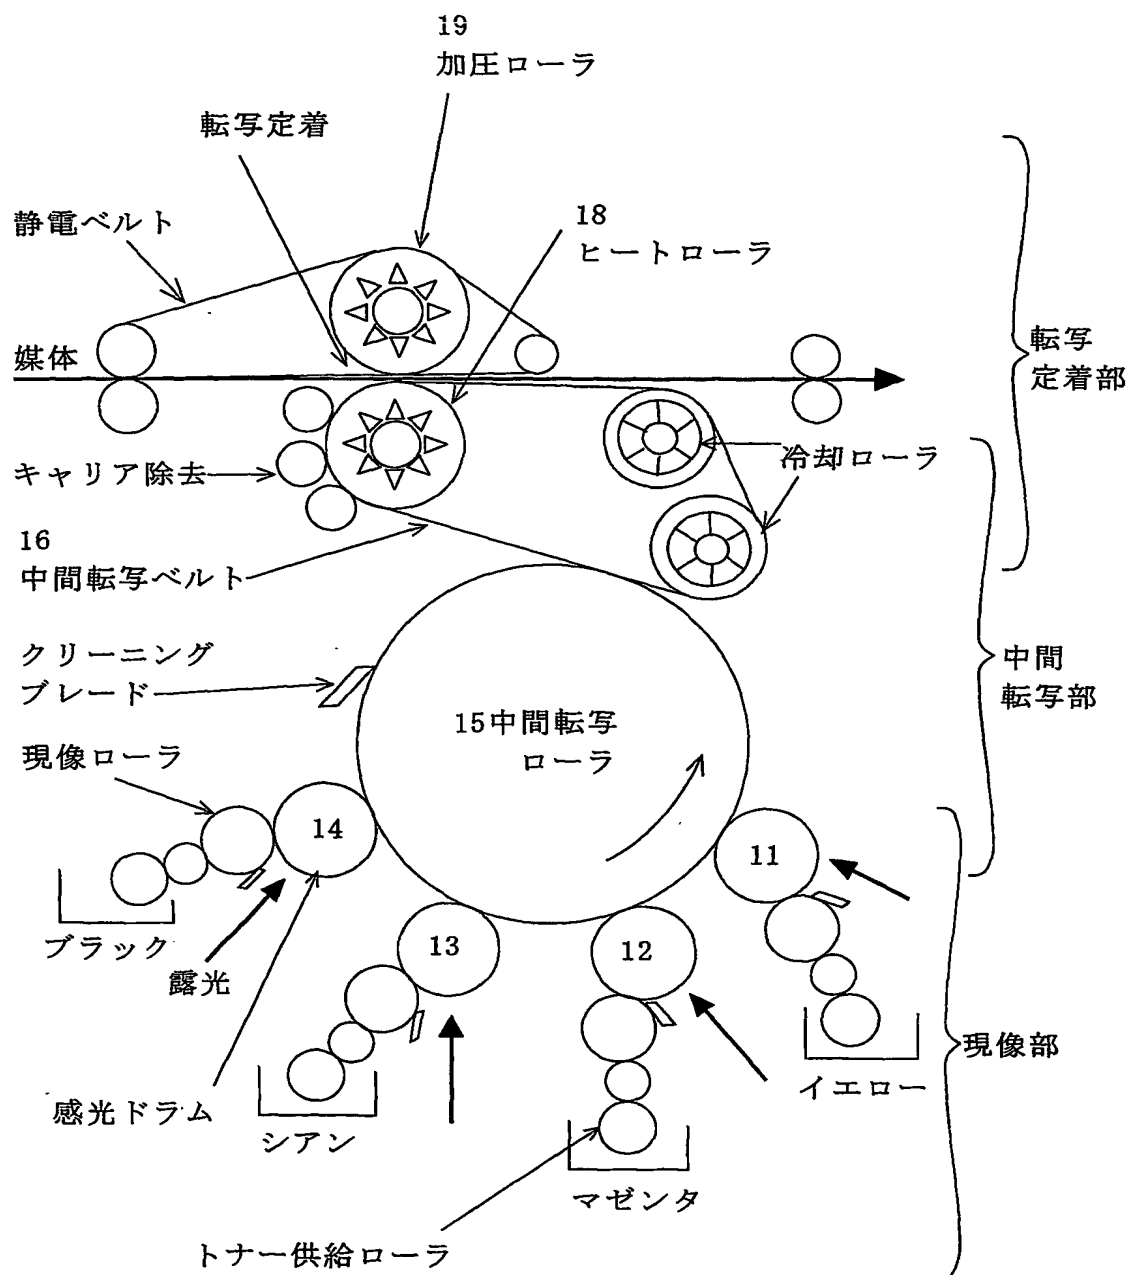 19
加圧ローラ
転写定着
静電ベルト
18
ヒートローラ
媒体
転写
定着部
キャリア除去
冷却ローラ
16
中間転写ベルト
クリーニング
ブレード
中間
転写部
15中間転写
ローラ
現像ローラ
14
11
13
12
ブラック
露光
現像部
イエロー
感光ドラム
シアン
マゼンタ
トナー供給ローラ